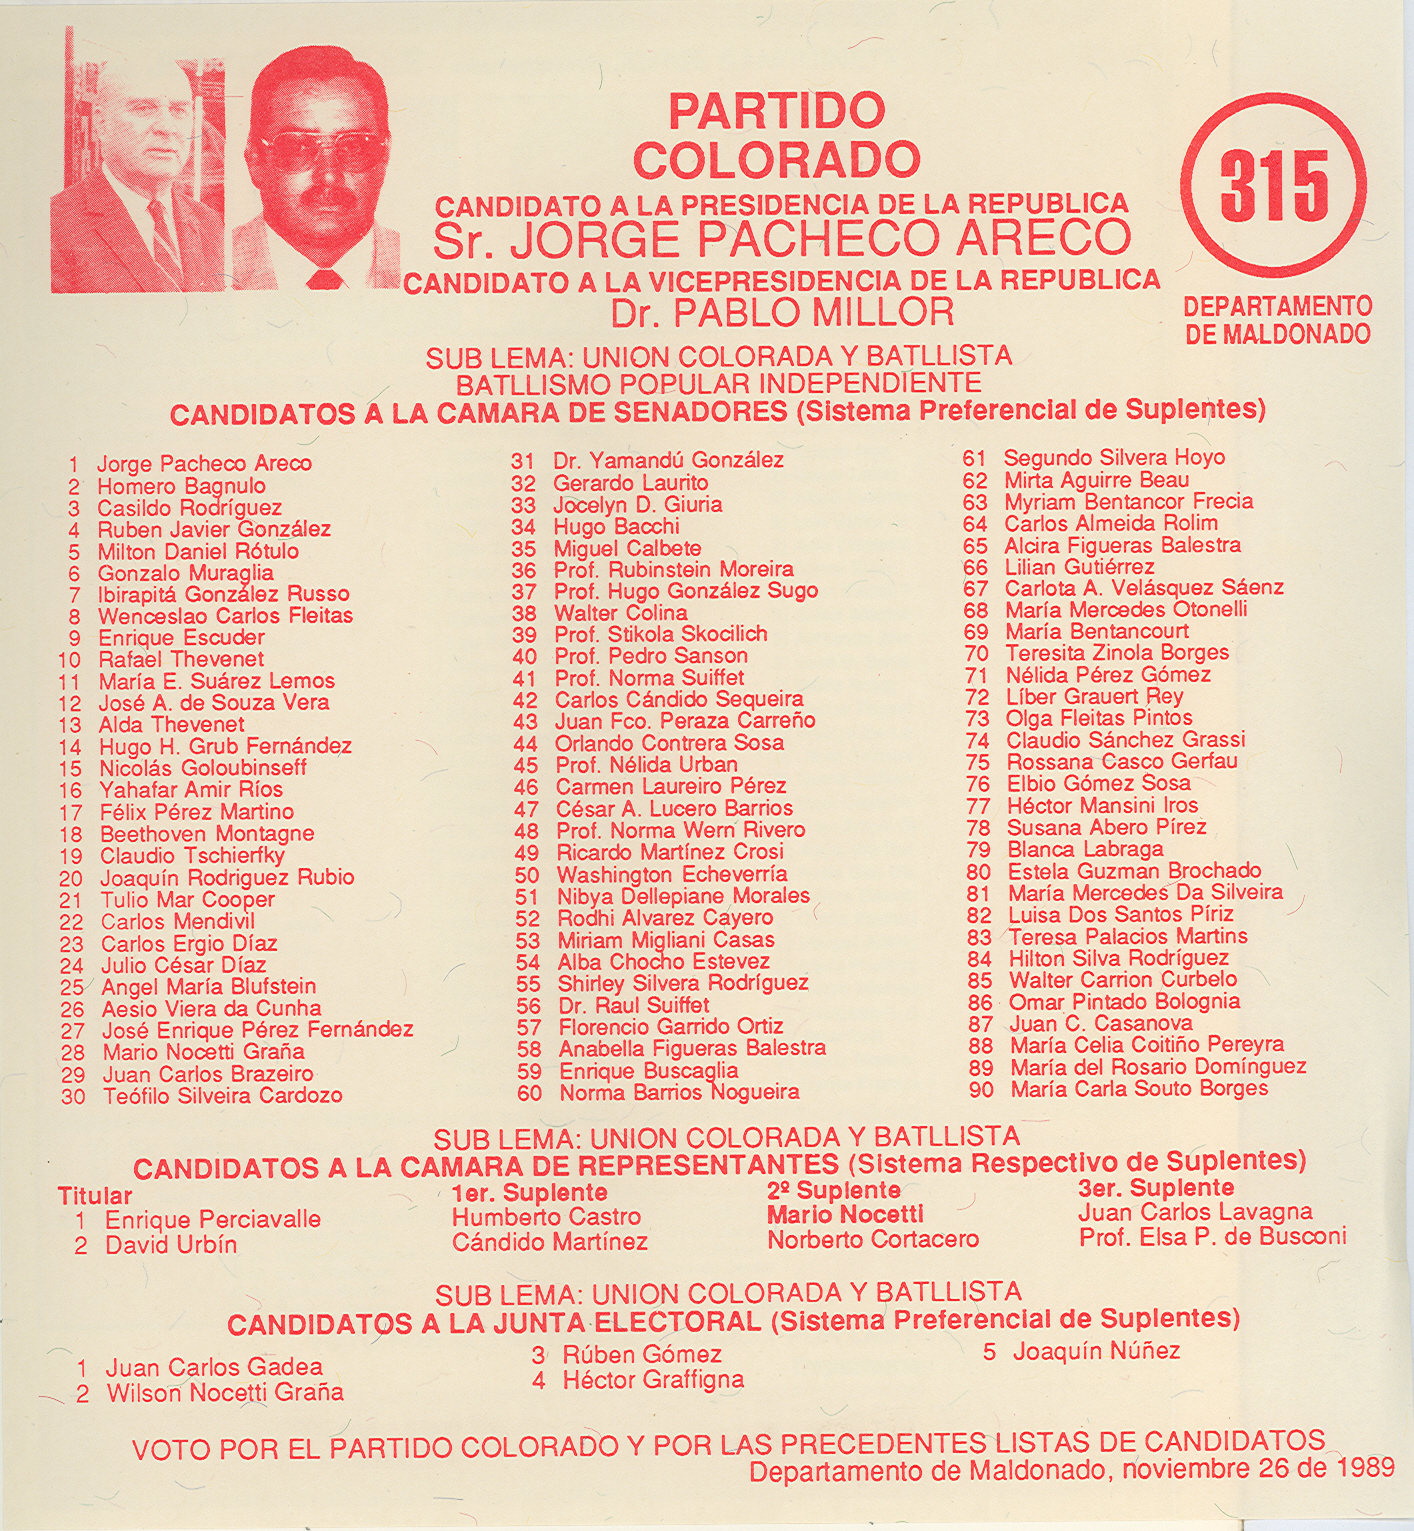 PARTIDO
COLORADO
CANDIDATO A LA PRESIDENCIA DE LA REPUBLICA
Sr. JORGE PACHECO ARECO
CANDIDATO A LA VICEPRESIDENCIA DE LA REPUBLICA
Dr. PABLO MILLOR
315
DEPARTAMENTO
DE MALDONADO
SUB LEMA: UNION COLORADA Y BATLLISTA
BATLLISMO POPULAR INDEPENDIENTE
CANDIDATOS A LA CAMARA DE SENADORES (Sistema Preferencial de Suplentes)
1 Jorge Pacheco Areco
2 Homero Bagnulo
3 Casildo Rodríguez
4 Ruben Javier González
5 Milton Daniel Rótulo
6 Gonzalo Muraglia
7 Ibirapitá González Russo
8 Wenceslao Carlos Fleitas
9 Enrique Escuder
10 Rafael Thevenet
11 María E. Suárez Lemos
12 José A. de Souza Vera
13 Alda Thevenet
14 Hugo H. Grub Fernández
15 Nicolás Goloubinseff
16 Yahafar Amir Ríos
17 Félix Pérez Martino
18 Beethoven Montagne
19 Claudio Tschierfky
20 Joaquín Rodriguez Rubio
21 Tulio Mar Cooper
22 Carlos Mendivil
23 Carlos Ergio Díaz
24 Julio César Díaz
25 Angel María Blufstein
26 Aesio Viera da Cunha
27 José Enrique Pérez Fernández
28 Mario Nocetti Graña
29 Juan Carlos Brazeiro
30 Teófilo Silveira Cardozo
31 Dr. Yamandú González
32 Gerardo Laurito
33 Jocelyn D. Giuria
34 Hugo Bacchi
35 Miguel Calbete
36 Prof. Rubinstein Moreira
37 Prof. Hugo González Sugo
38 Walter Colina
39 Prof. Stikola Skocilich
40 Prof. Pedro Sanson
41 Prof. Norma Suiffet
42 Carlos Cándido Sequeira
43 Juan Fco. Peraza Carreño
44 Orlando Contrera Sosa
45 Prof. Nélida Urban
46 Carmen Laureiro Pérez
47 César A. Lucero Barrios
48 Prof. Norma Wern Rivero
49 Ricardo Martínez Crosi
50 Washington Echeverría
51 Nibya Dellepiane Morales
52 Rodhi Alvarez Cayero
53 Miriam Migliani Casas
54 Alba Chocho Estevez
55 Shirley Silvera Rodríguez
56 Dr. Raul Suiffet
57 Florencio Garrido Ortiz
58 Anabella Figueras Balestra
59 Enrique Buscaglia
60 Norma Barrios Nogueira
61 Segundo Silvera Hoyo
62 Mirta Aguirre Beau
63 Myriam Bentancor Frecia
64 Carlos Almeida Rolim
65 Alcira Figueras Balestra
66 Lilian Gutiérrez
67 Carlota A. Velásquez Sáenz
68 María Mercedes Otonelli
69 María Bentancourt
70 Teresita Zinola Borges
71 Nélida Pérez Gómez
72 Líber Grauert Rey
73 Olga Fleitas Pintos
74 Claudio Sánchez Grassi
75 Rossana Casco Gerfau
76 Elbio Gómez Sosa
77 Héctor Mansini Iros
78 Susana Abero Pírez
79 Blanca Labraga
80 Estela Guzman Brochado
81 María Mercedes Da Silveira
82 Luisa Dos Santos Píriz
83 Teresa Palacios Martins
84 Hilton Silva Rodríguez
85 Walter Carrion Curbelo
86 Omar Pintado Bolognia
87 Juan C. Casanova
88 María Celia Coitiño Pereyra
89 María del Rosario Domínguez
90 María Carla Souto Borges
SUB LEMA: UNION COLORADA Y BATLLISTA
CANDIDATOS A LA CAMARA DE REPRESENTANTES (Sistema Respectivo de Suplentes)
Titular 1er. Suplente 2º Suplente 3er. Suplente
1 Enrique Perciavalle Humberto Castro Mario Nocetti Juan Carlos Lavagna
2 David Urbín Cándido Martínez Norberto Cortacero Prof. Elsa P. de Busconi
SUB LEMA: UNION COLORADA Y BATLLISTA
CANDIDATOS A LA JUNTA ELECTORAL (Sistema Preferencial de Suplentes)
1 Juan Carlos Gadea
2 Wilson Nocetti Graña
3 Rúben Gómez
4 Héctor Graffigna
5 Joaquín Núñez
VOTO POR EL PARTIDO COLORADO Y POR LAS PRECEDENTES LISTAS DE CANDIDATOS
Departamento de Maldonado, noviembre 26 de 1989